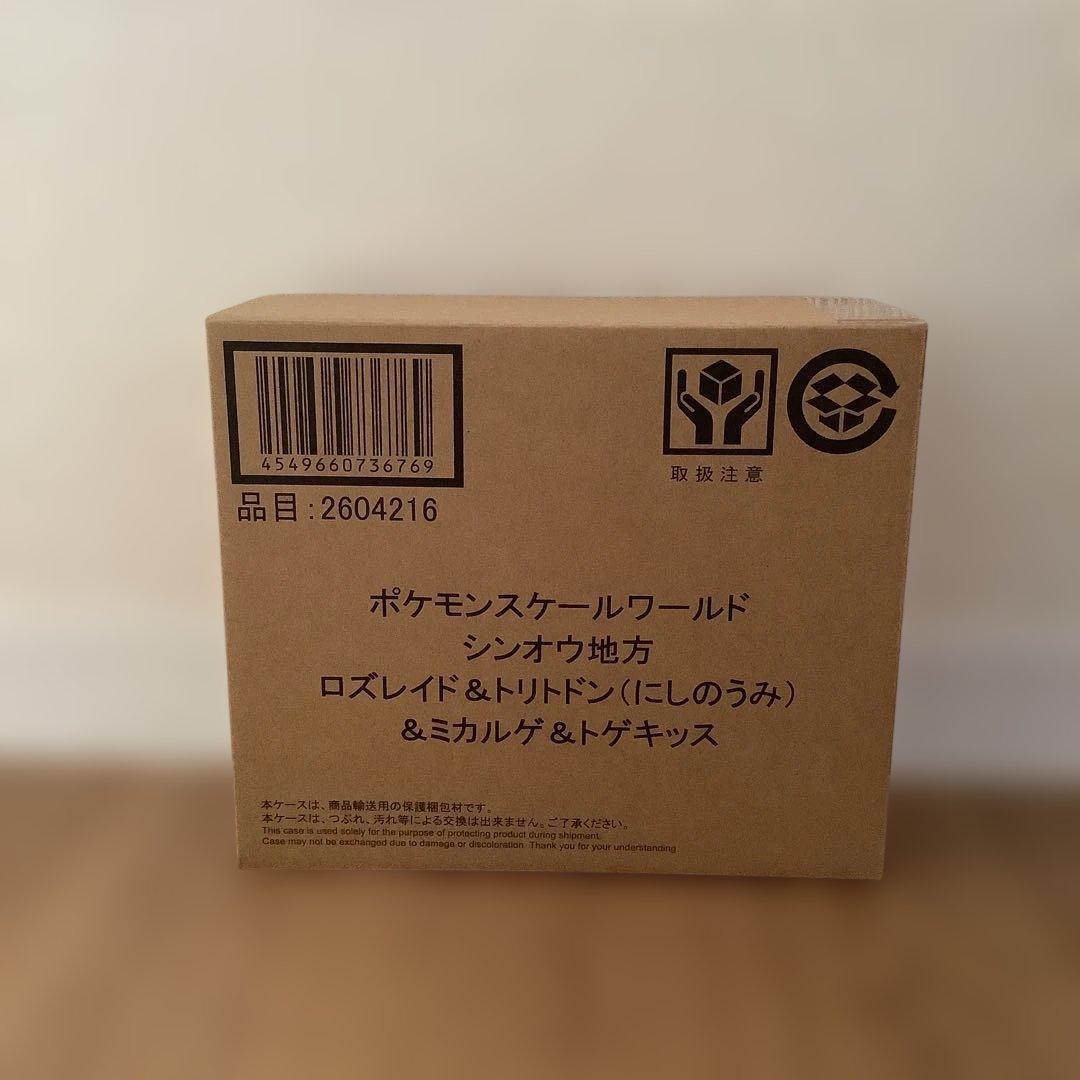 4549660736769
品目:2604216
取扱注意
ポケモンスケールワールド
シンオウ地方
ロズレイド&トリトドン(にしのうみ)
&ミカルゲ&トゲキッス
本ケースは、商品輸送用の保護梱包材です。
本ケースは、つぶれ、汚れ等による交換は出来ません。ご了承ください。
This case is used solely for the purpose of protecting product during shipment.
Case may not be exchanged due to damage or discoloration. Thank you for your understanding